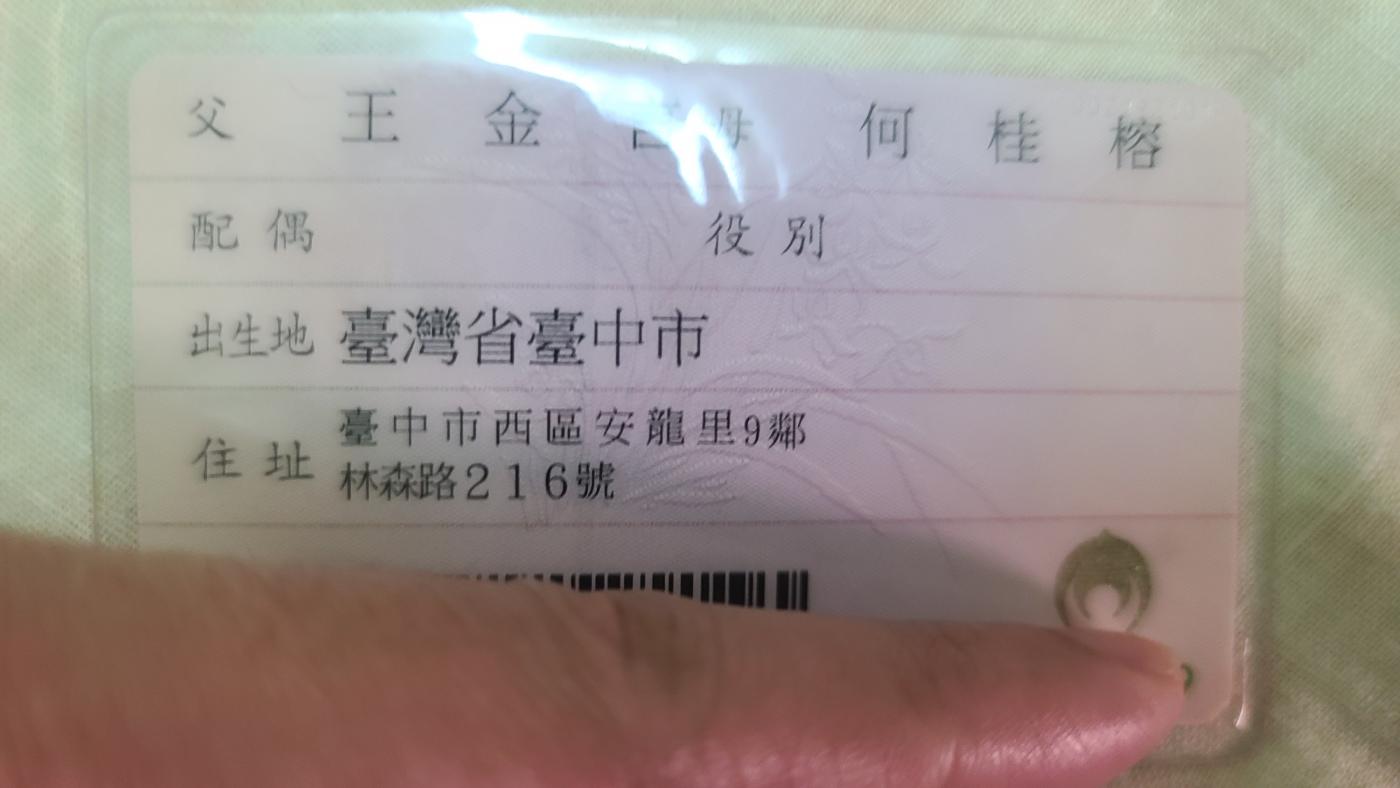 父 王 金 母 何 桂 榕
配偶 役別
出生地 臺灣省臺中市
住址 臺中市西區安龍里9鄰
林森路216號